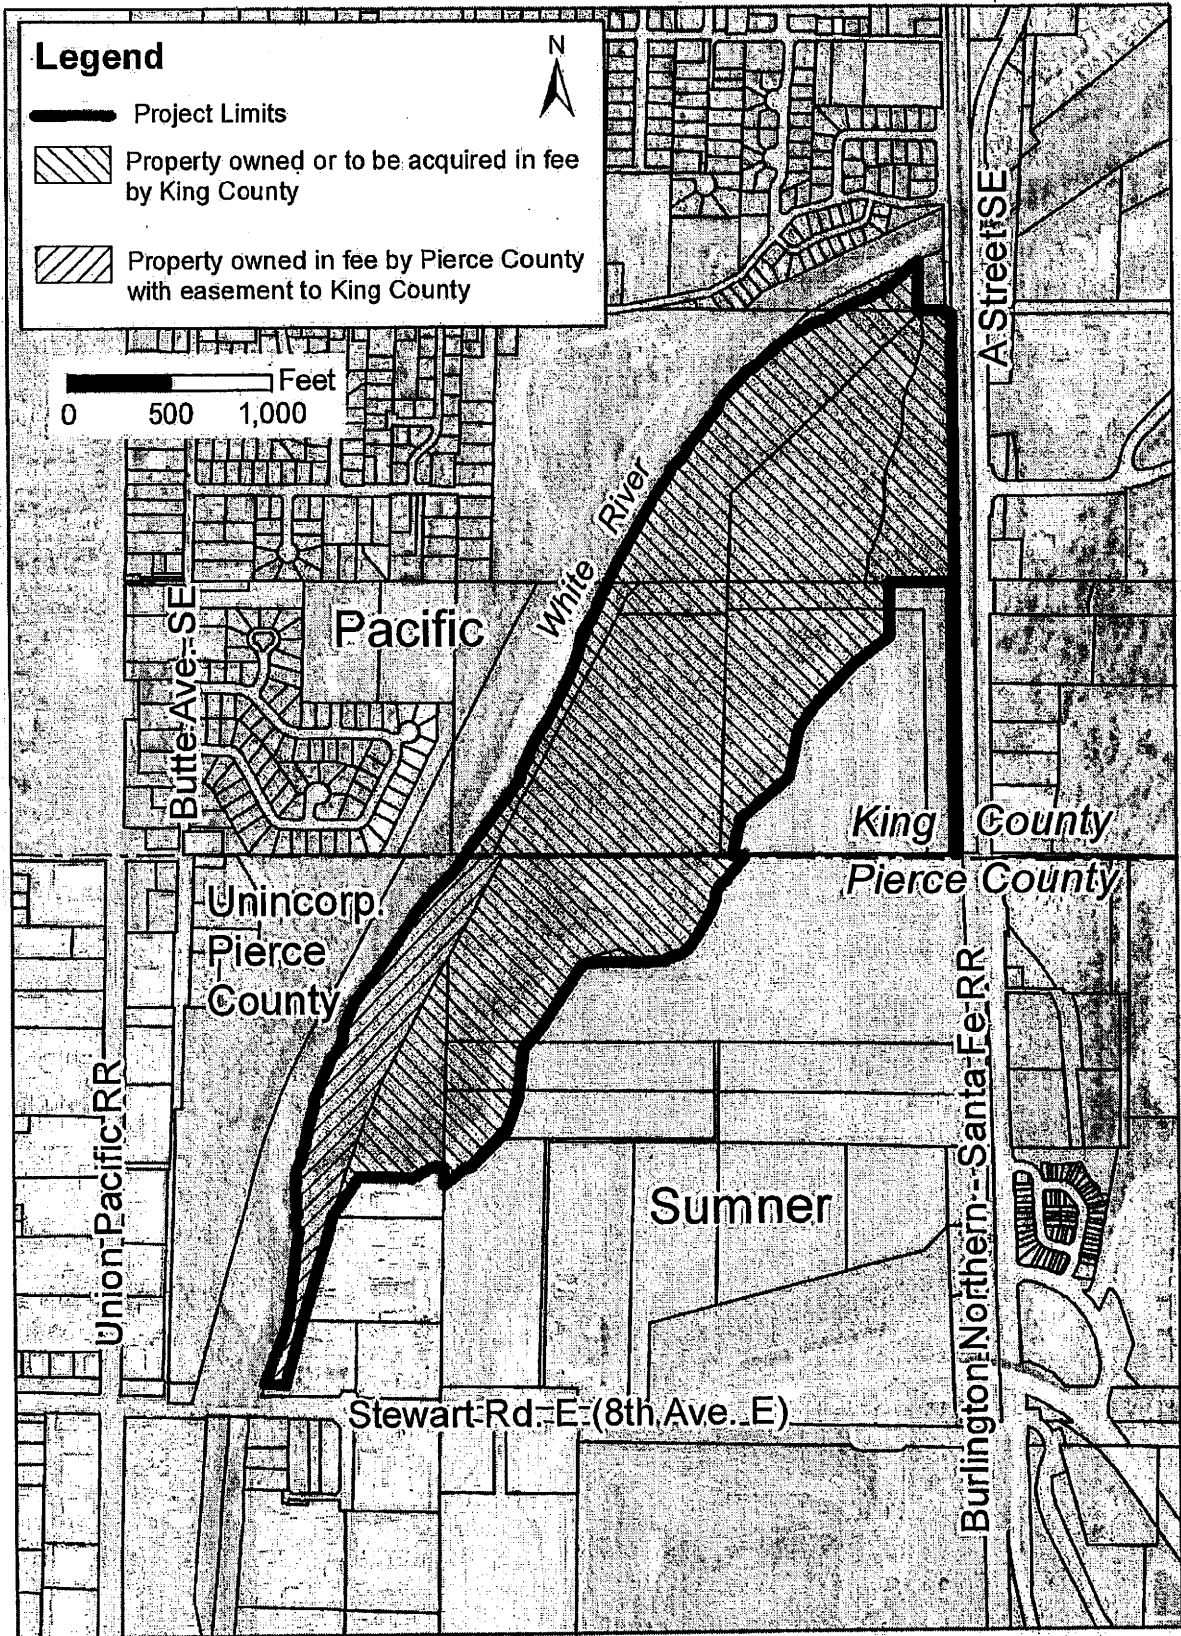 Legend
N
Project Limits
Property owned or to be acquired in fee
by King County
Property owned in fee by Pierce County
with easement to King County
Feet
0 500 1,000
A Street SE
White River
Pacific
Butte Ave. SE
King County
Pierce County
Unincorp.
Pierce
County
Union Pacific RR
Burlington Northern - Santa Fe RR
Sumner
Stewart Rd. E (8th Ave. E)